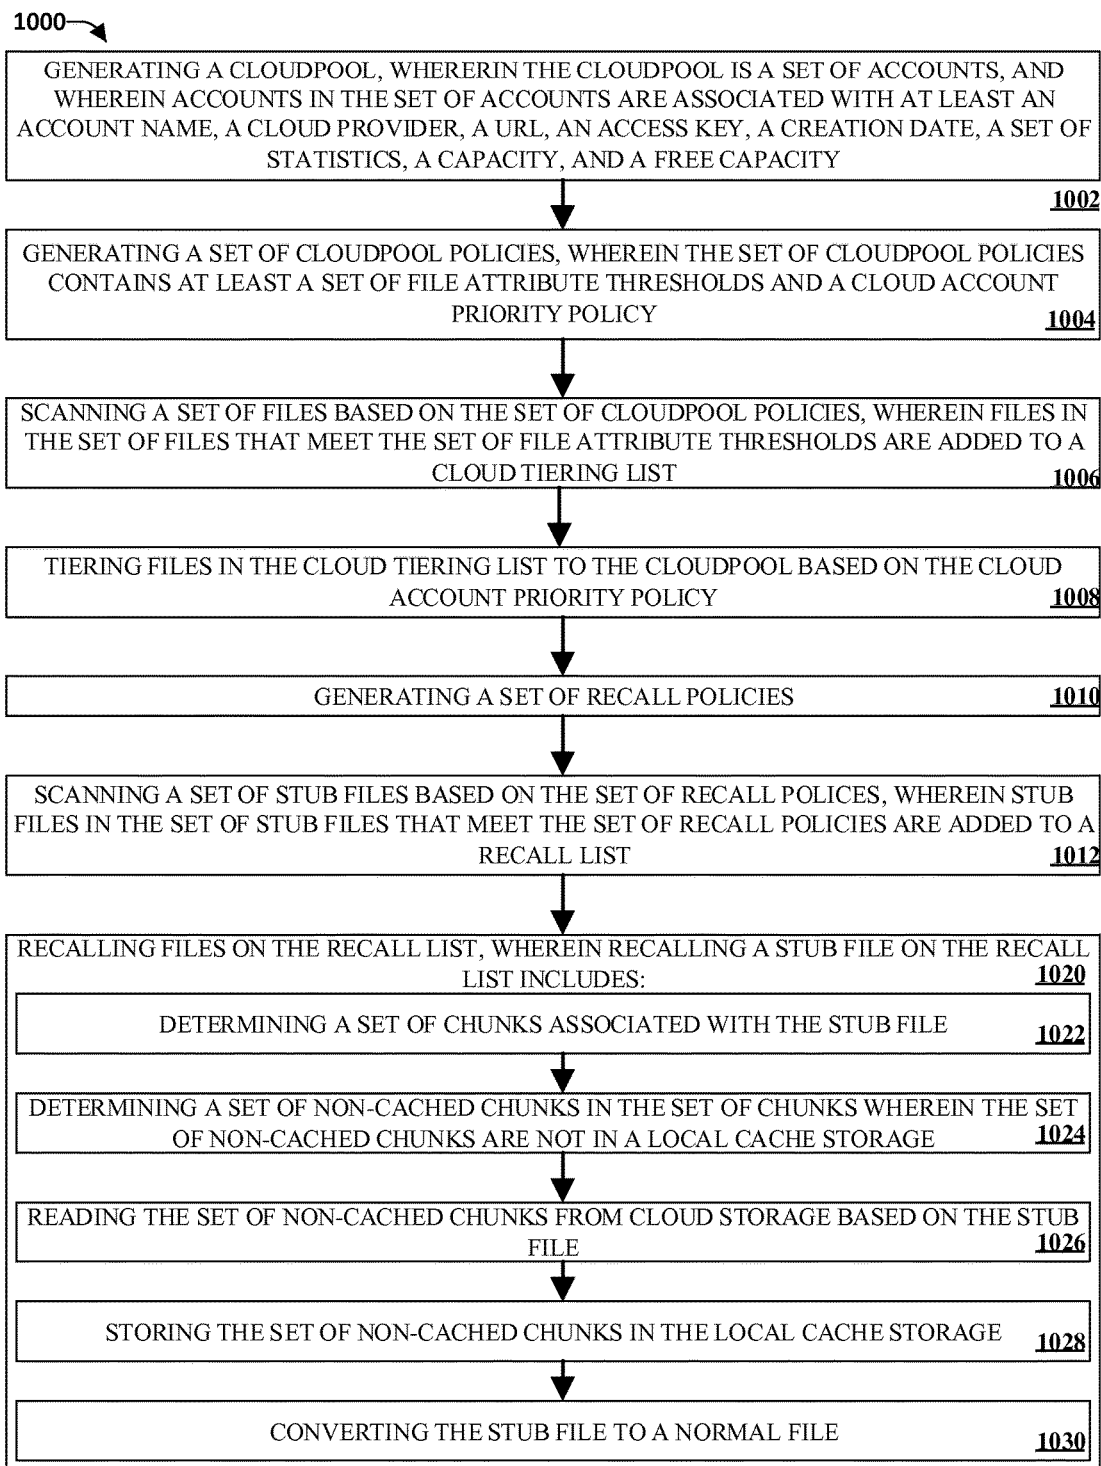 1000
GENERATING A CLOUDPOOL, WHERERIN THE CLOUDPOOL IS A SET OF ACCOUNTS, AND
WHEREIN ACCOUNTS IN THE SET OF ACCOUNTS ARE ASSOCIATED WITH AT LEAST AN
ACCOUNT NAME, A CLOUD PROVIDER, A URL, AN ACCESS KEY, A CREATION DATE, A SET OF
STATISTICS, A CAPACITY, AND A FREE CAPACITY
1002
GENERATING A SET OF CLOUDPOOL POLICIES, WHEREIN THE SET OF CLOUDPOOL POLICIES
CONTAINS AT LEAST A SET OF FILE ATTRIBUTE THRESHOLDS AND A CLOUD ACCOUNT
PRIORITY POLICY
1004
SCANNING A SET OF FILES BASED ON THE SET OF CLOUDPOOL POLICIES, WHEREIN FILES IN
THE SET OF FILES THAT MEET THE SET OF FILE ATTRIBUTE THRESHOLDS ARE ADDED TO A
CLOUD TIERING LIST
1006
TIERING FILES IN THE CLOUD TIERING LIST TO THE CLOUDPOOL BASED ON THE CLOUD
ACCOUNT PRIORITY POLICY
1008
GENERATING A SET OF RECALL POLICIES
1010
SCANNING A SET OF STUB FILES BASED ON THE SET OF RECALL POLICES, WHEREIN STUB
FILES IN THE SET OF STUB FILES THAT MEET THE SET OF RECALL POLICIES ARE ADDED TO A
RECALL LIST
1012
RECALLING FILES ON THE RECALL LIST, WHEREIN RECALLING A STUB FILE ON THE RECALL
LIST INCLUDES:
1020
DETERMINING A SET OF CHUNKS ASSOCIATED WITH THE STUB FILE
1022
DETERMINING A SET OF NON-CACHED CHUNKS IN THE SET OF CHUNKS WHEREIN THE SET
OF NON-CACHED CHUNKS ARE NOT IN A LOCAL CACHE STORAGE
1024
READING THE SET OF NON-CACHED CHUNKS FROM CLOUD STORAGE BASED ON THE STUB
FILE
1026
STORING THE SET OF NON-CACHED CHUNKS IN THE LOCAL CACHE STORAGE
1028
CONVERTING THE STUB FILE TO A NORMAL FILE
1030